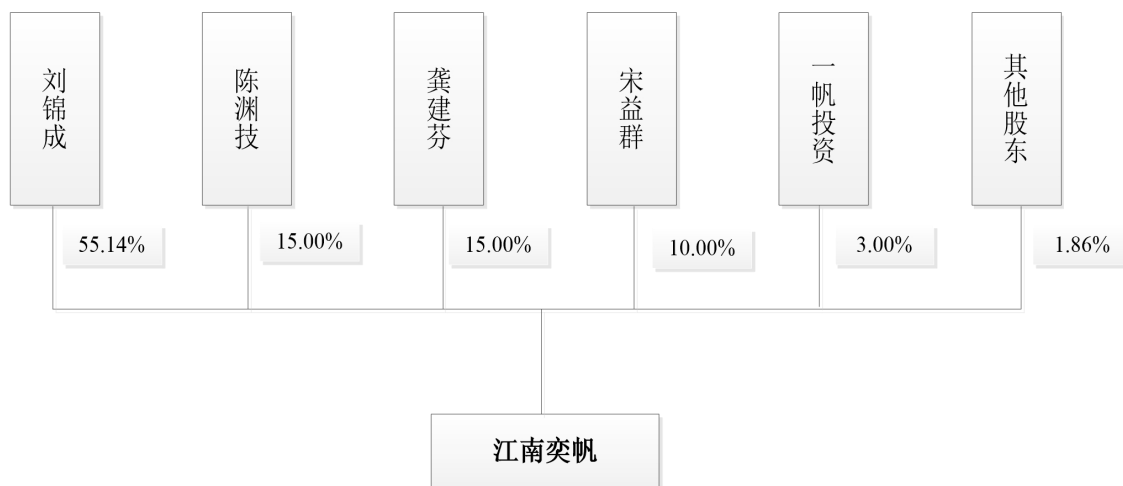 刘锦成
陈渊技
龚建芬
宋益群
一帆投资
其他股东
55.14%
15.00%
15.00%
10.00%
3.00%
1.86%
江南奕帆